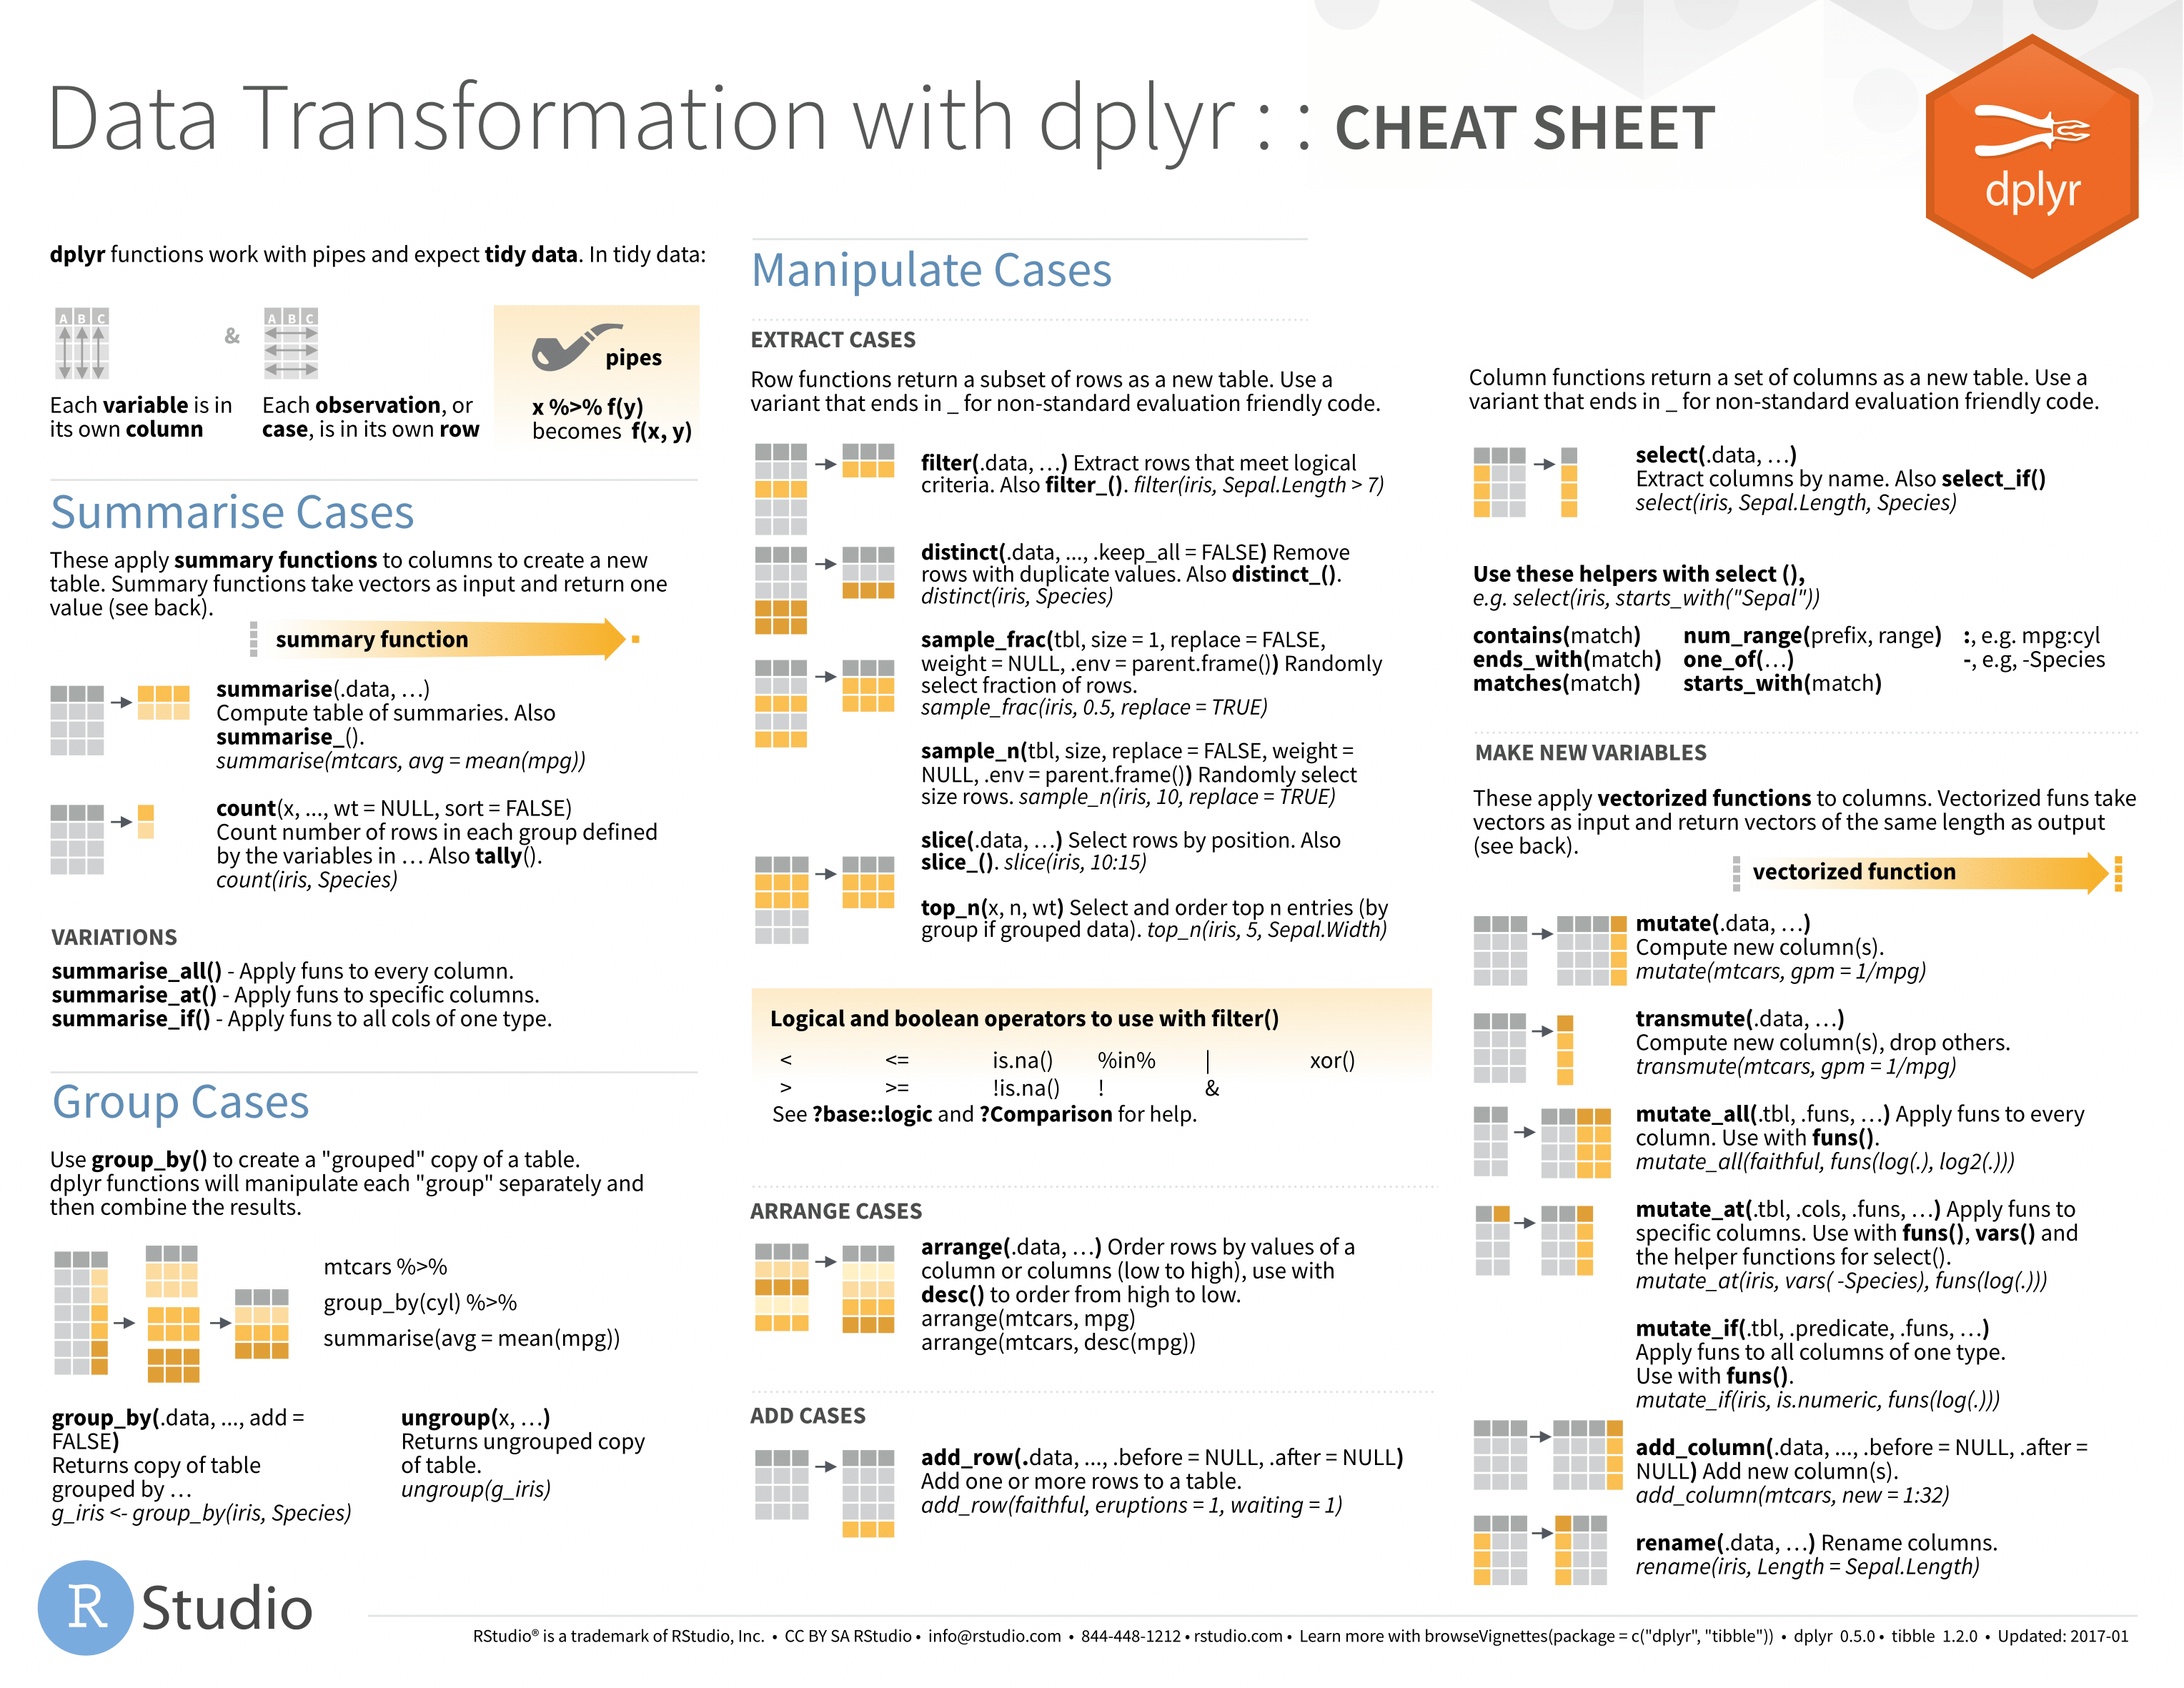 Data Transformation with dplyr : : CHEAT SHEET
dplyr
dplyr functions work with pipes and expect tidy data. In tidy data:
A B C
&
A B C
pipes
Each variable is in
its own column
Each observation, or
case, is in its own row
x %>% f(y)
becomes f(x, y)
Summarise Cases
These apply summary functions to columns to create a new
table. Summary functions take vectors as input and return one
value (see back).
summary function
summarise(.data, …)
Compute table of summaries. Also
summarise_().
summarise(mtcars, avg = mean(mpg))
count(x, ..., wt = NULL, sort = FALSE)
Count number of rows in each group defined
by the variables in … Also tally().
count(iris, Species)
VARIATIONS
summarise_all() - Apply funs to every column.
summarise_at() - Apply funs to specific columns.
summarise_if() - Apply funs to all cols of one type.
Group Cases
Use group_by() to create a "grouped" copy of a table.
dplyr functions will manipulate each "group" separately and
then combine the results.
mtcars %>%
group_by(cyl) %>%
summarise(avg = mean(mpg))
group_by(.data, ..., add =
FALSE)
Returns copy of table
grouped by …
g_iris <- group_by(iris, Species)
ungroup(x, …)
Returns ungrouped copy
of table.
ungroup(g_iris)
Manipulate Cases
EXTRACT CASES
Row functions return a subset of rows as a new table. Use a
variant that ends in _ for non-standard evaluation friendly code.
filter(.data, …) Extract rows that meet logical
criteria. Also filter_(). filter(iris, Sepal.Length > 7)
distinct(.data, ..., .keep_all = FALSE) Remove
rows with duplicate values. Also distinct_().
distinct(iris, Species)
sample_frac(tbl, size = 1, replace = FALSE,
weight = NULL, .env = parent.frame()) Randomly
select fraction of rows.
sample_frac(iris, 0.5, replace = TRUE)
sample_n(tbl, size, replace = FALSE, weight =
NULL, .env = parent.frame()) Randomly select
size rows. sample_n(iris, 10, replace = TRUE)
slice(.data, …) Select rows by position. Also
slice_(). slice(iris, 10:15)
top_n(x, n, wt) Select and order top n entries (by
group if grouped data). top_n(iris, 5, Sepal.Width)
Logical and boolean operators to use with filter()
< <= is.na() %in% | xor()
> >= !is.na() ! &
See ?base::logic and ?Comparison for help.
ARRANGE CASES
arrange(.data, …) Order rows by values of a
column or columns (low to high), use with
desc() to order from high to low.
arrange(mtcars, mpg)
arrange(mtcars, desc(mpg))
ADD CASES
add_row(.data, ..., .before = NULL, .after = NULL)
Add one or more rows to a table.
add_row(faithful, eruptions = 1, waiting = 1)
Column functions return a set of columns as a new table. Use a
variant that ends in _ for non-standard evaluation friendly code.
select(.data, …)
Extract columns by name. Also select_if()
select(iris, Sepal.Length, Species)
Use these helpers with select (),
e.g. select(iris, starts_with("Sepal"))
contains(match) num_range(prefix, range) :, e.g. mpg:cyl
ends_with(match) one_of(…) -, e.g, -Species
matches(match) starts_with(match)
MAKE NEW VARIABLES
These apply vectorized functions to columns. Vectorized funs take
vectors as input and return vectors of the same length as output
(see back).
vectorized function
mutate(.data, …)
Compute new column(s).
mutate(mtcars, gpm = 1/mpg)
transmute(.data, …)
Compute new column(s), drop others.
transmute(mtcars, gpm = 1/mpg)
mutate_all(.tbl, .funs, …) Apply funs to every
column. Use with funs().
mutate_all(faithful, funs(log(.), log2(.)))
mutate_at(.tbl, .cols, .funs, …) Apply funs to
specific columns. Use with funs(), vars() and
the helper functions for select().
mutate_at(iris, vars( -Species), funs(log(.)))
mutate_if(.tbl, .predicate, .funs, …)
Apply funs to all columns of one type.
Use with funs().
mutate_if(iris, is.numeric, funs(log(.)))
add_column(.data, ..., .before = NULL, .after =
NULL) Add new column(s).
add_column(mtcars, new = 1:32)
rename(.data, …) Rename columns.
rename(iris, Length = Sepal.Length)
R Studio
RStudio® is a trademark of RStudio, Inc. • CC BY SA RStudio • info@rstudio.com • 844-448-1212 • rstudio.com • Learn more with browseVignettes(package = c("dplyr", "tibble")) • dplyr 0.5.0 • tibble 1.2.0 • Updated: 2017-01